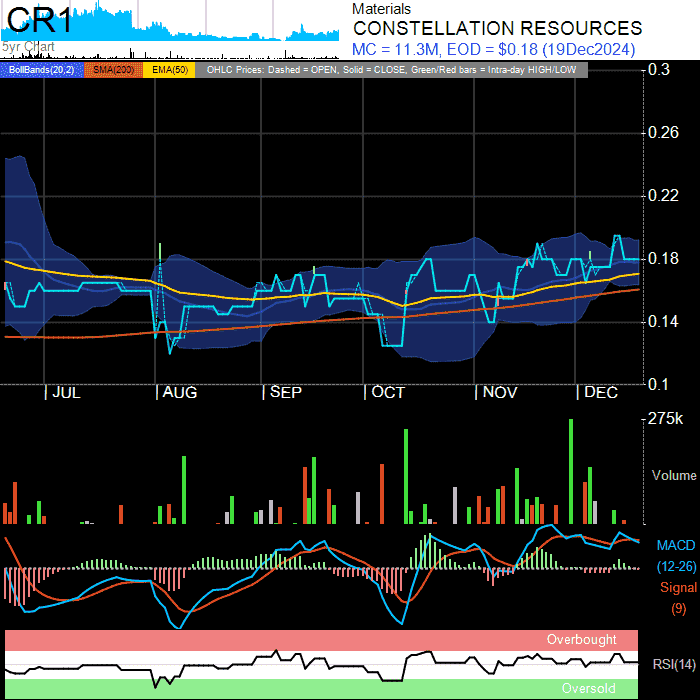 CR1
5yr Chart
Materials
CONSTELLATION RESOURCES
MC = 11.3M, EOD = $0.18 (19Dec2024)
BollBands(20,2) SMA(200) EMA(50) OHLC Prices: Dashed = OPEN, Solid = CLOSE, Green/Red bars = Intra-day HIGH/LOW
0.3
0.26
0.22
0.18
0.14
0.1
JUL AUG SEP OCT NOV DEC
275k
Volume
MACD
(12-26)
Signal
(9)
Overbought
RSI(14)
Oversold